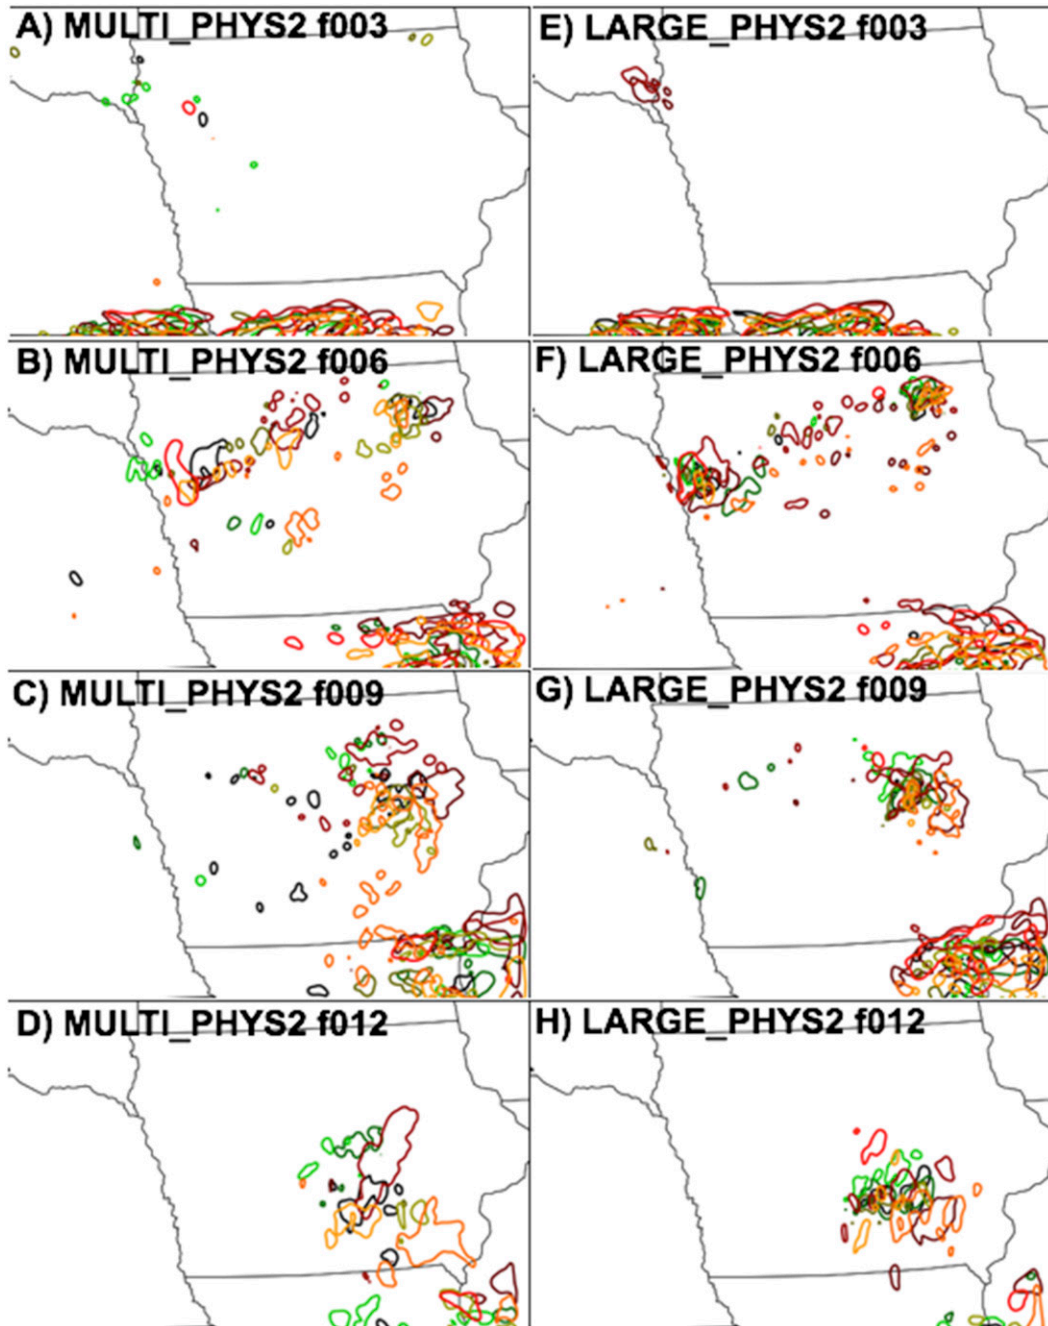 A) MULTI_PHYS2 f003
E) LARGE_PHYS2 f003
B) MULTI_PHYS2 f006
F) LARGE_PHYS2 f006
C) MULTI_PHYS2 f009
G) LARGE_PHYS2 f009
D) MULTI_PHYS2 f012
H) LARGE_PHYS2 f012